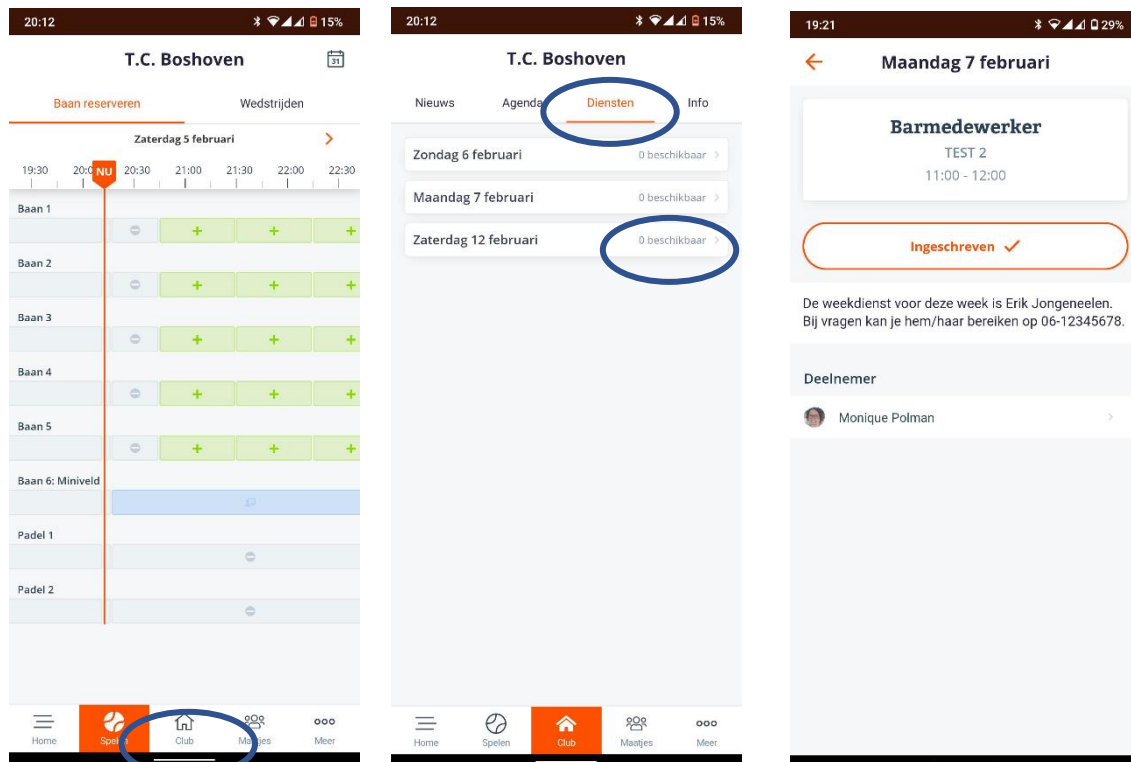 20:12
15%
T.C. Boshoven
31
Baan reserveren
Wedstrijden
Zaterdag 5 februari
19:30 20:0 NU 20:30 21:00 21:30 22:00 22:30
Baan 1
Baan 2
Baan 3
Baan 4
Baan 5
Baan 6: Miniveld
Padel 1
Padel 2
Home
Spelen
Club
Maatjes
Meer
20:12
15%
T.C. Boshoven
Nieuws
Agenda
Diensten
Info
Zondag 6 februari
0 beschikbaar
Maandag 7 februari
0 beschikbaar
Zaterdag 12 februari
0 beschikbaar
Home
Spelen
Club
Maatjes
Meer
19:21
29%
Maandag 7 februari
Barmedewerker
TEST 2
11:00 - 12:00
Ingeschreven
De weekdienst voor deze week is Erik Jongeneelen.
Bij vragen kan je hem/haar bereiken op 06-12345678.
Deelnemer
Monique Polman